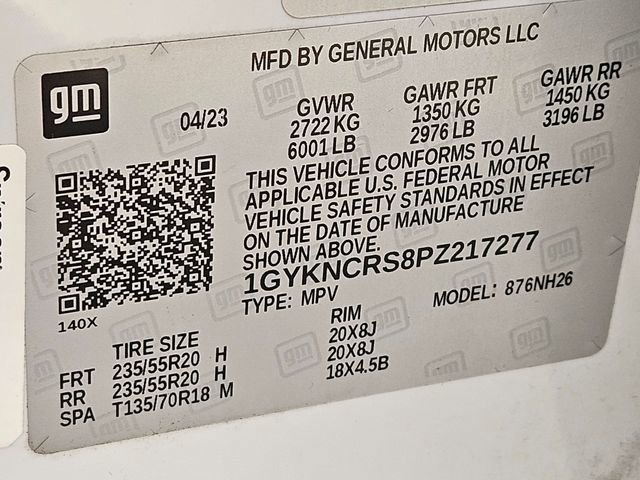 MFD BY GENERAL MOTORS LLC
gm
04/23
GVWR
2722 KG
6001 LB
GAWR FRT
1350 KG
2976 LB
GAWR RR
1450 KG
3196 LB
THIS VEHICLE CONFORMS TO ALL
APPLICABLE U.S. FEDERAL MOTOR
VEHICLE SAFETY STANDARDS IN EFFECT
ON THE DATE OF MANUFACTURE
SHOWN ABOVE.
1GYKNCRS8PZ217277
TYPE: MPV
MODEL: 876NH26
140X
TIRE SIZE
RIM
FRT 235/55R20 H 20X8J
RR 235/55R20 H 20X8J
SPA T135/70R18 M 18X4.5B